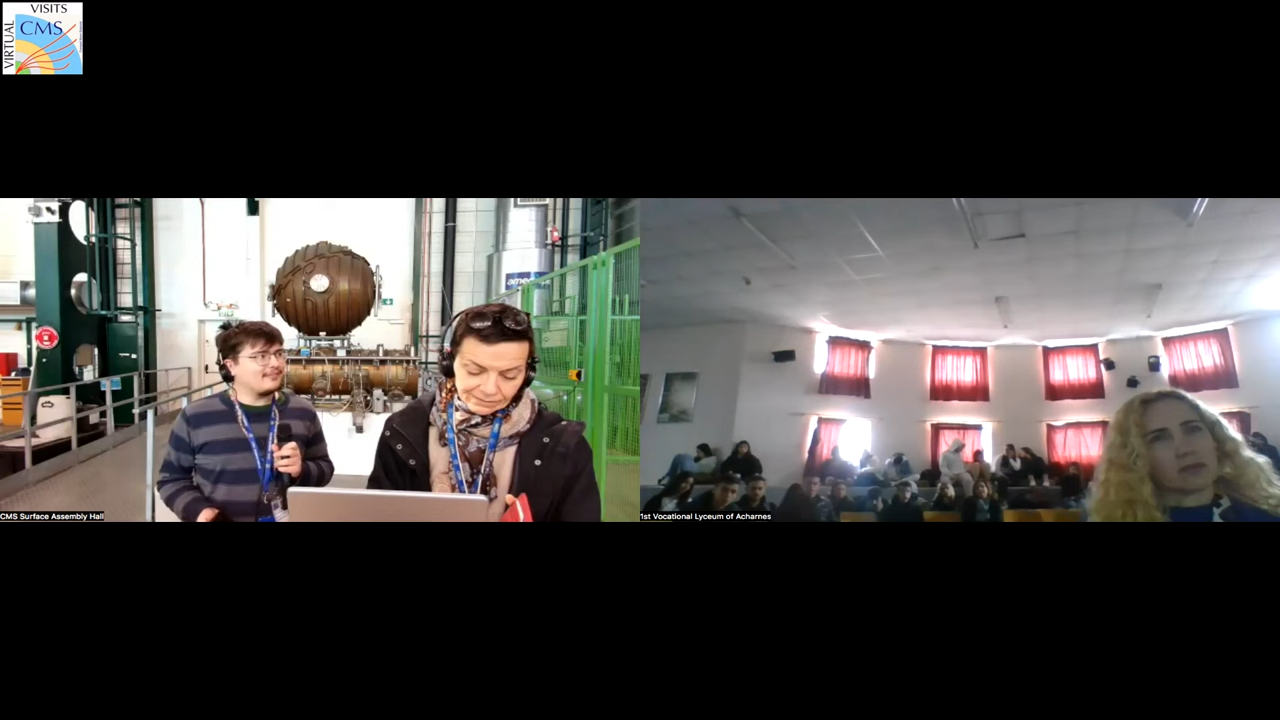 VISITS
CMS
VIRTUAL
CMS Surface Assembly Hall
1st Vocational Lyceum of Acharnes